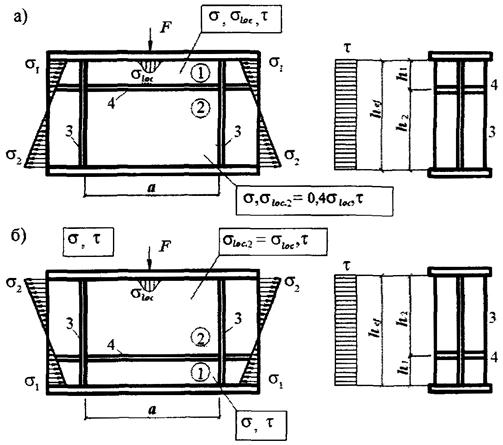 а)
F
σ , σloc , τ
σ1
σloc
1
σ1
4
2
3
3
σ2
σ2
a
σ,σloc.2= 0,4σloc,τ
τ
hef
h1
h2
4
3
б)
σ, τ
F
σloc.2= σloc,τ
σ2
σloc
σ2
3
3
4
2
1
σ1
σ1
a
σ, τ
τ
hef
h2
h1
3
4